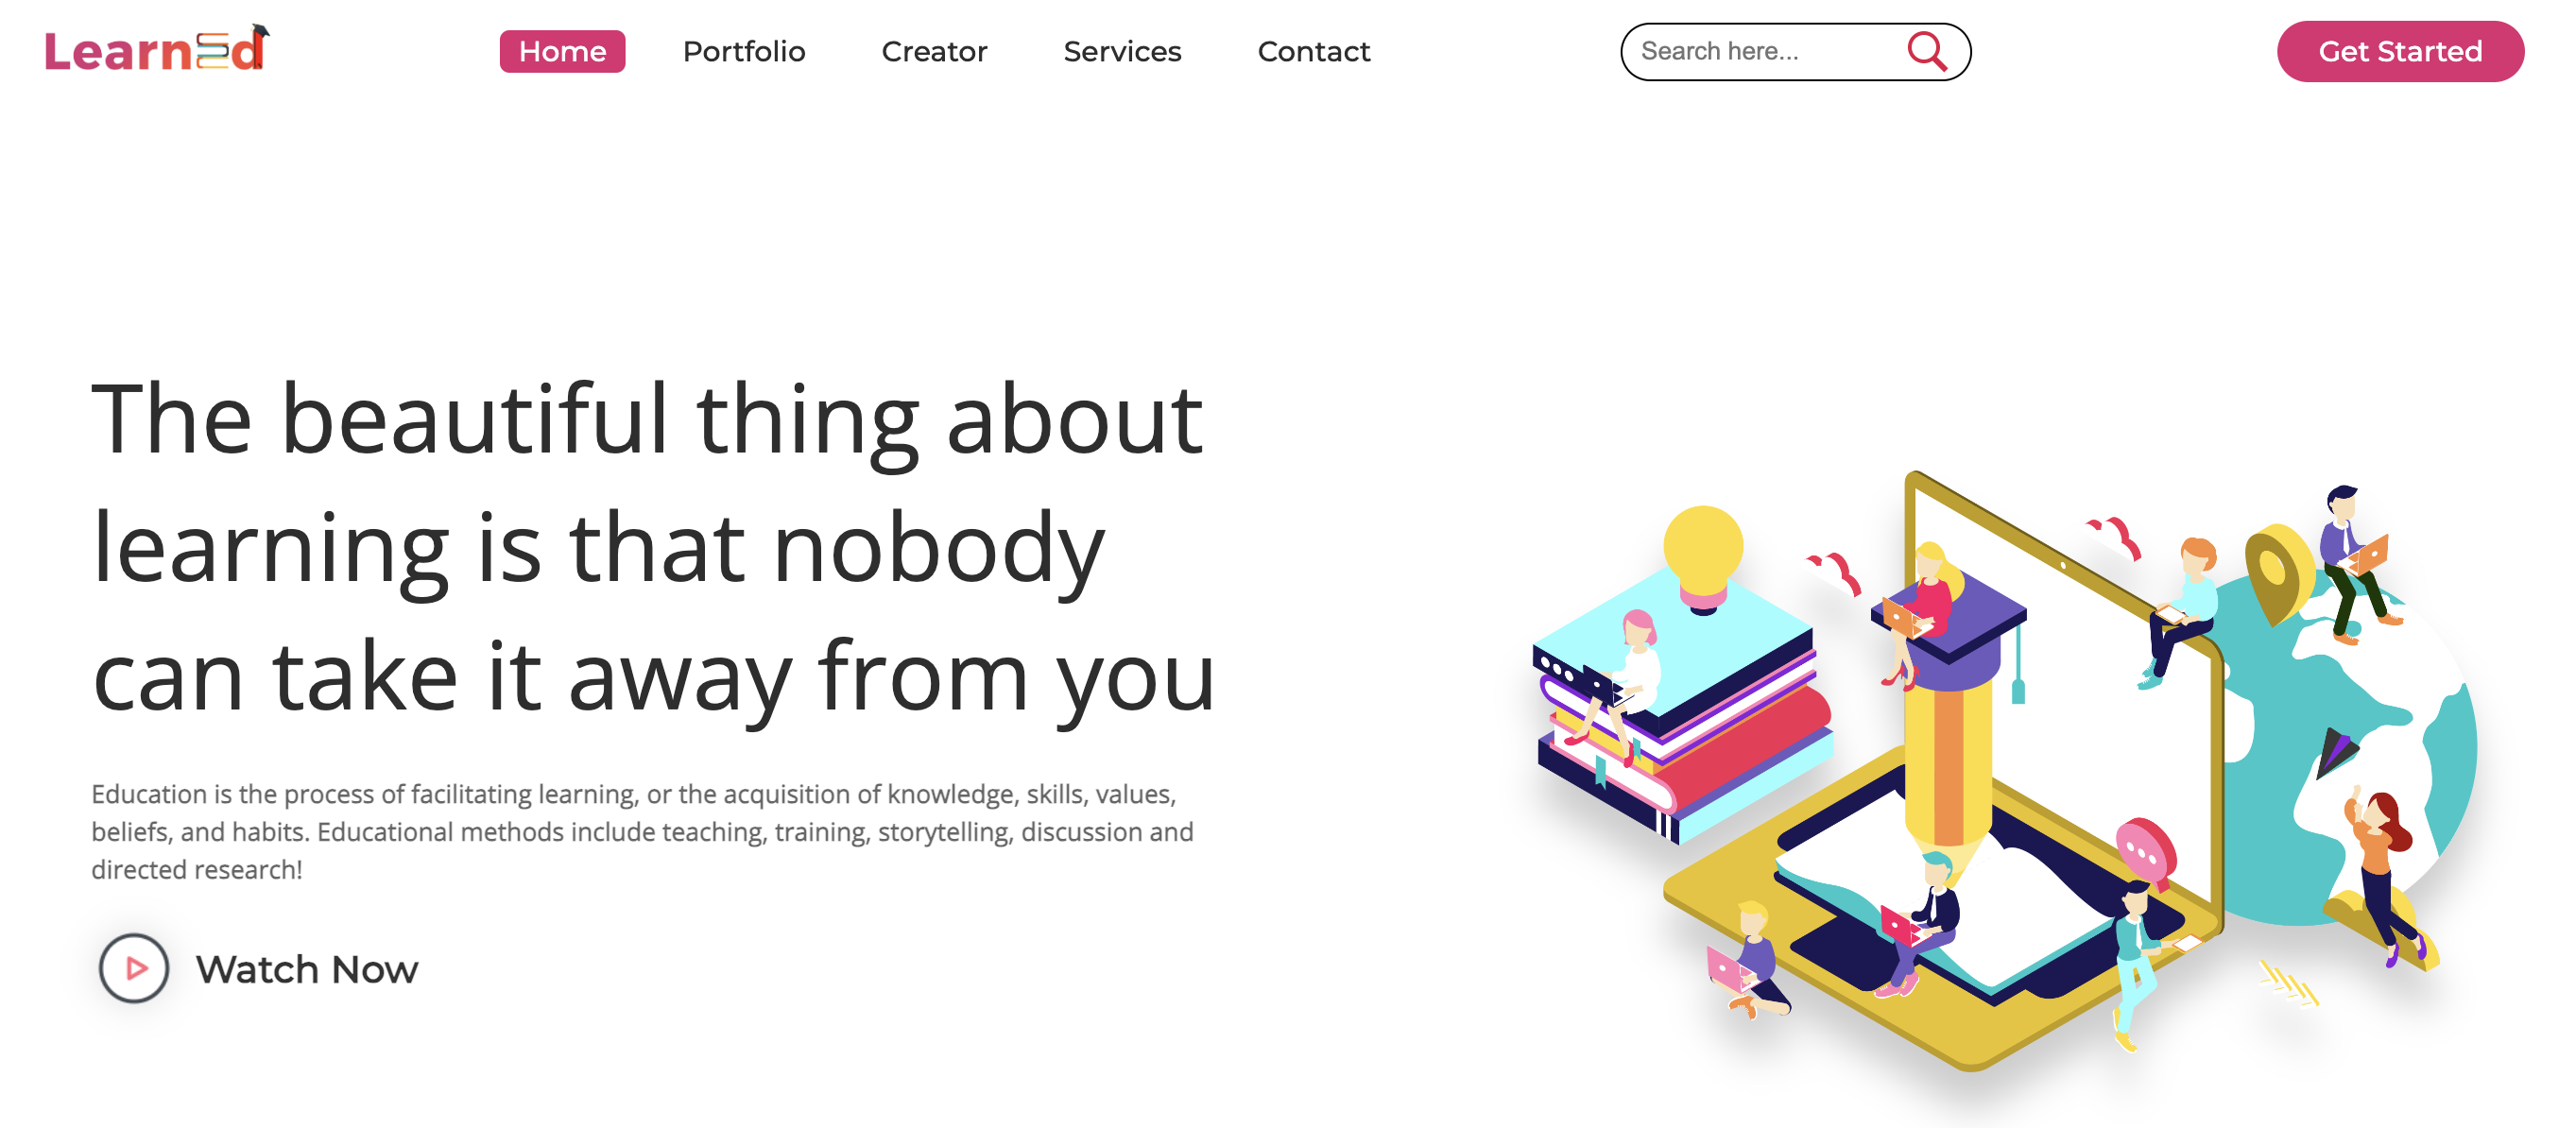 LearnEd
Home Portfolio Creator Services Contact
Search here...
Get Started
The beautiful thing about
learning is that nobody
can take it away from you
Education is the process of facilitating learning, or the acquisition of knowledge, skills, values,
beliefs, and habits. Educational methods include teaching, training, storytelling, discussion and
directed research!
Watch Now